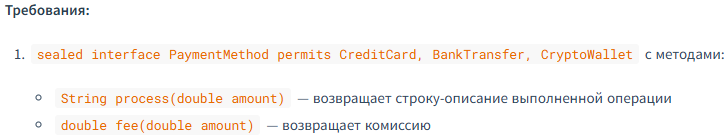 Требования:
1. sealed interface PaymentMethod permits CreditCard, BankTransfer, CryptoWallet с методами:
String process(double amount) — возвращает строку-описание выполненной операции
double fee(double amount) — возвращает комиссию